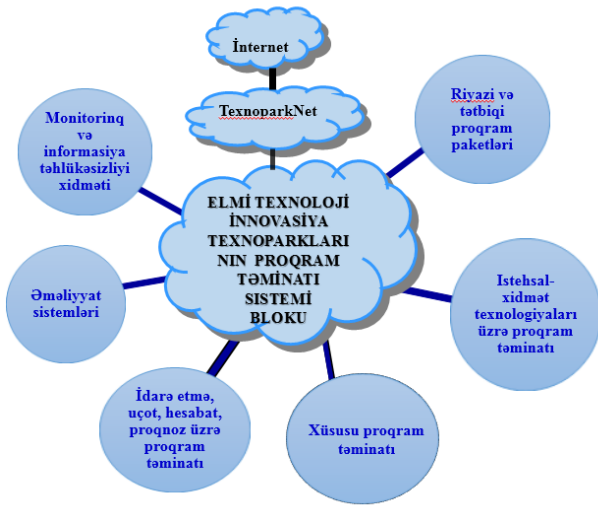 İnternet
TexnoparkNet
Riyazi və
tətbiqi
proqram
paketləri
Monitorinq
və
informasiya
təhlükəsizliyi
xidməti
ELMİ TEXNOLOJİ
İNNOVASİYA
TEXNOPARKLARI
NIN PROQRAM
TƏMİNATI
SİSTEMİ
BLOKU
Əməliyyat
sistemləri
Istehsal-
xidmət
texnologiyaları
üzrə proqram
təminatı
İdarə etmə,
uçot, hesabat,
proqnoz üzrə
proqram
təminatı
Xüsusu proqram
təminatı